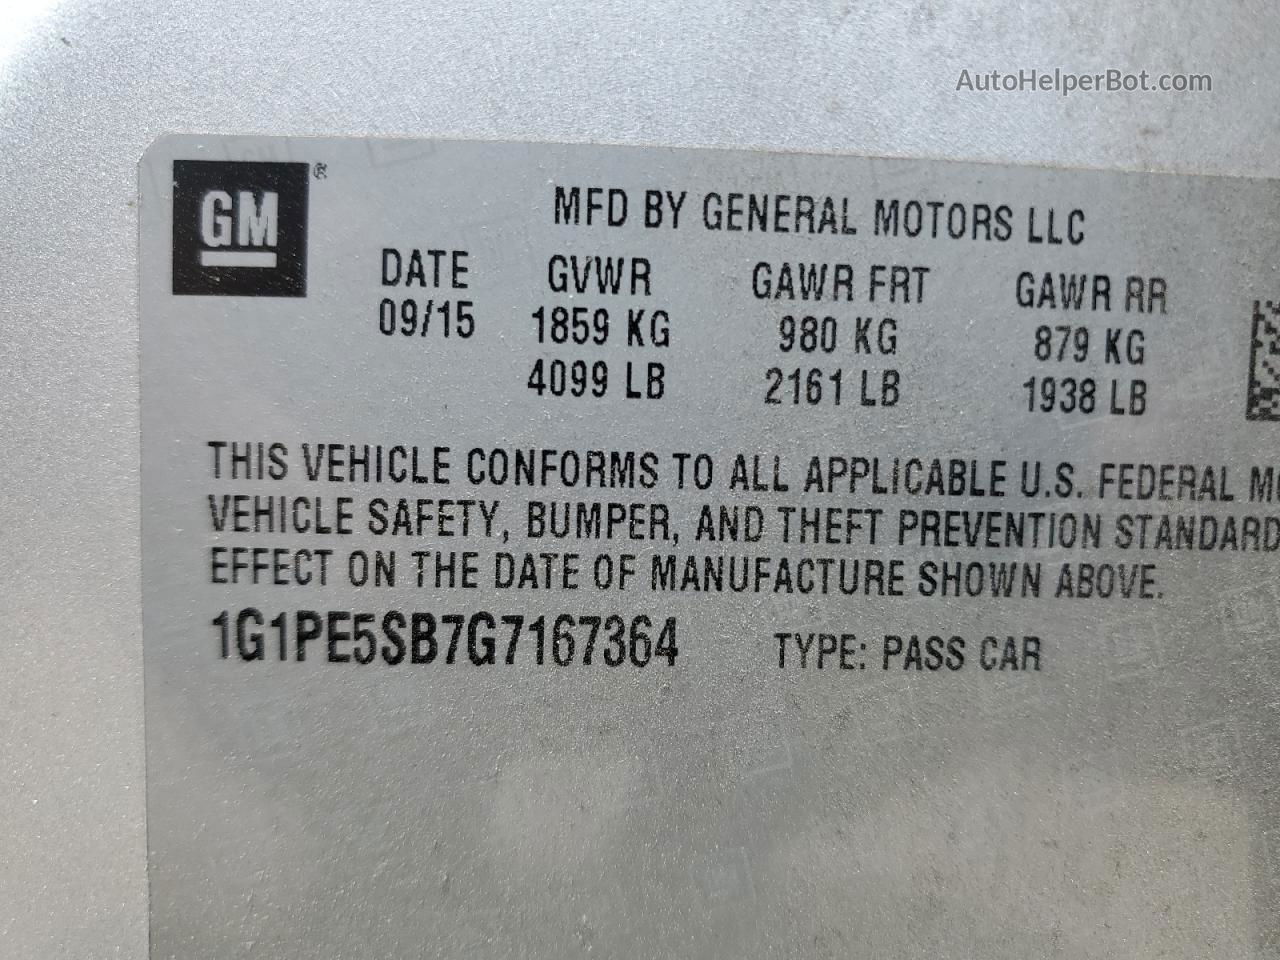 AutoHelperBot.com
GM ®
MFD BY GENERAL MOTORS LLC
DATE GVWR GAWR FRT GAWR RR
09/15 1859 KG 980 KG 879 KG
4099 LB 2161 LB 1938 LB
THIS VEHICLE CONFORMS TO ALL APPLICABLE U.S. FEDERAL
VEHICLE SAFETY, BUMPER, AND THEFT PREVENTION STANDARD
EFFECT ON THE DATE OF MANUFACTURE SHOWN ABOVE.
1G1PE5SB7G7167364 TYPE: PASS CAR